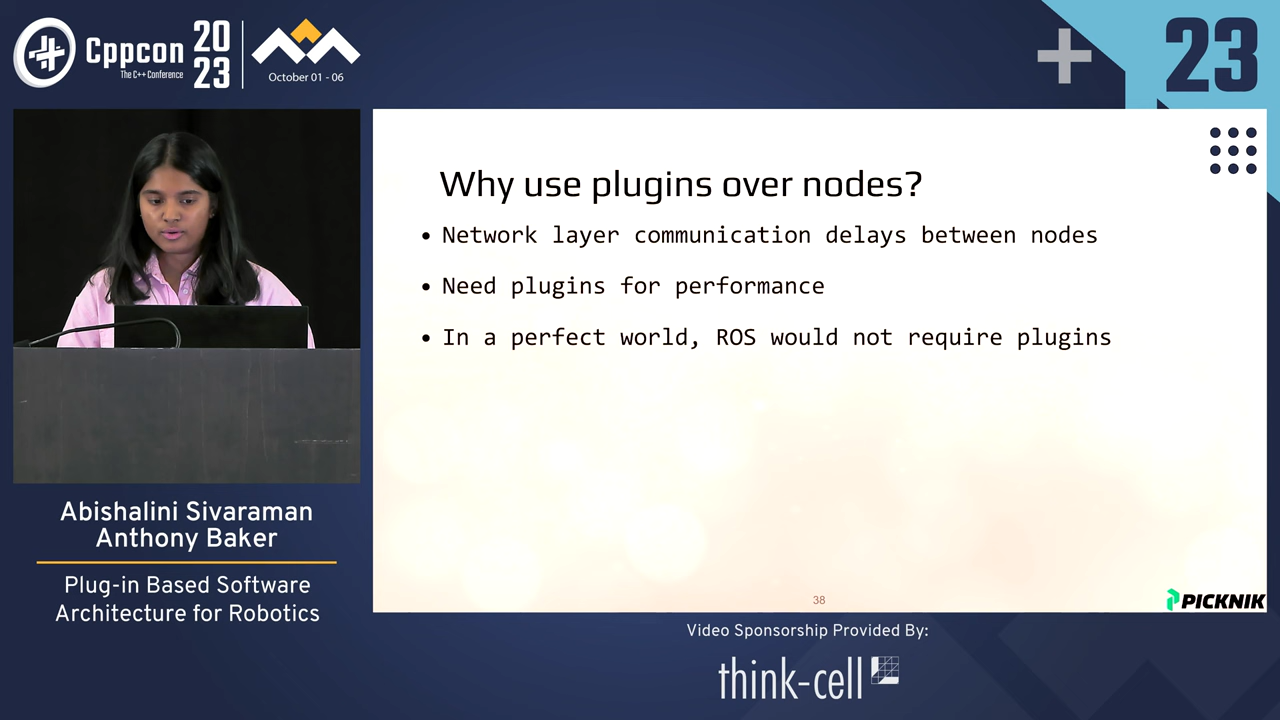 Cppcon
The C++ Conference
20
23
October 01 - 06
23
Why use plugins over nodes?
• Network layer communication delays between nodes
• Need plugins for performance
• In a perfect world, ROS would not require plugins
38
PICKNIK
Abishalini Sivaraman
Anthony Baker
Plug-in Based Software
Architecture for Robotics
Video Sponsorship Provided By:
think-cell